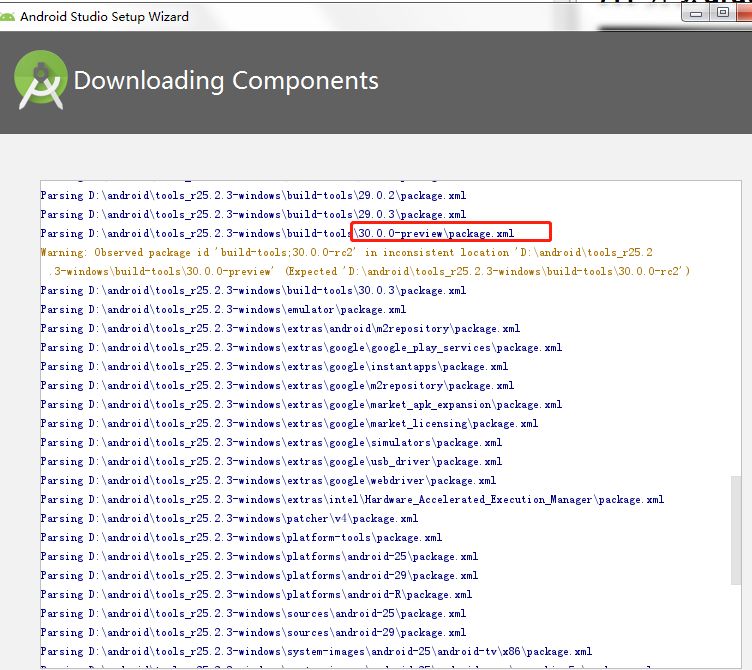 Android Studio Setup Wizard
Downloading Components
Parsing D:\android\tools_r25.2.3-windows\build-tools\29.0.2\package.xml
Parsing D:\android\tools_r25.2.3-windows\build-tools\29.0.3\package.xml
Parsing D:\android\tools_r25.2.3-windows\build-tools\30.0.0-preview\package.xml
Warning: Observed package id 'build-tools;30.0.0-rc2' in inconsistent location 'D:\android\tools_r25.2
.3-windows\build-tools\30.0.0-preview' (Expected 'D:\android\tools_r25.2.3-windows\build-tools\30.0.0-rc2')
Parsing D:\android\tools_r25.2.3-windows\build-tools\30.0.3\package.xml
Parsing D:\android\tools_r25.2.3-windows\emulator\package.xml
Parsing D:\android\tools_r25.2.3-windows\extras\android\m2repository\package.xml
Parsing D:\android\tools_r25.2.3-windows\extras\google\google_play_services\package.xml
Parsing D:\android\tools_r25.2.3-windows\extras\google\instantapps\package.xml
Parsing D:\android\tools_r25.2.3-windows\extras\google\m2repository\package.xml
Parsing D:\android\tools_r25.2.3-windows\extras\google\market_apk_expansion\package.xml
Parsing D:\android\tools_r25.2.3-windows\extras\google\market_licensing\package.xml
Parsing D:\android\tools_r25.2.3-windows\extras\google\simulators\package.xml
Parsing D:\android\tools_r25.2.3-windows\extras\google\usb_driver\package.xml
Parsing D:\android\tools_r25.2.3-windows\extras\google\webdriver\package.xml
Parsing D:\android\tools_r25.2.3-windows\extras\intel\Hardware_Accelerated_Execution_Manager\package.xml
Parsing D:\android\tools_r25.2.3-windows\patcher\v4\package.xml
Parsing D:\android\tools_r25.2.3-windows\platform-tools\package.xml
Parsing D:\android\tools_r25.2.3-windows\platforms\android-25\package.xml
Parsing D:\android\tools_r25.2.3-windows\platforms\android-29\package.xml
Parsing D:\android\tools_r25.2.3-windows\platforms\android-R\package.xml
Parsing D:\android\tools_r25.2.3-windows\sources\android-25\package.xml
Parsing D:\android\tools_r25.2.3-windows\sources\android-29\package.xml
Parsing D:\android\tools_r25.2.3-windows\system-images\android-25\android-tv\x86\package.xml